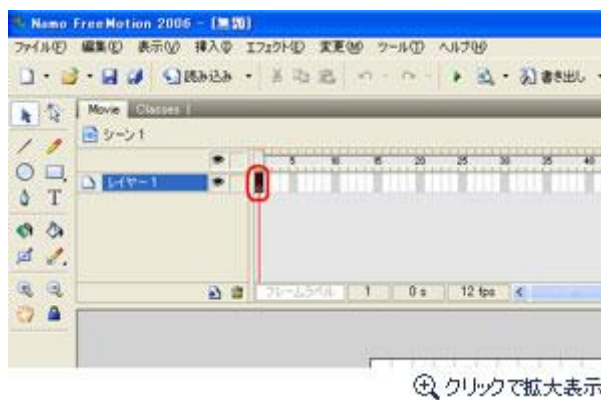 Namo FreeMotion 2006 - [無題]
ファイル(F) 編集(E) 表示(V) 挿入(I) エフェクト(D) 変更(M) ツール(T) ヘルプ(H)
読み込み 書き出し
Movie Classes
シーン1
5 10 15 20 25 30 35 40
レイヤー1
フレームラベル 1 0 s 12 fps
クリックで拡大表示